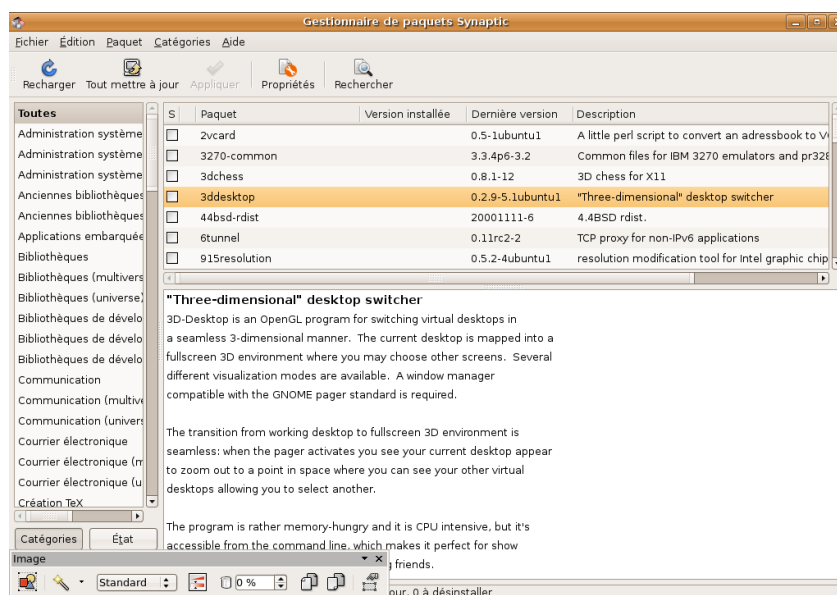 Gestionnaire de paquets Synaptic
Fichier Édition Paquet Catégories Aide
Recharger Tout mettre à jour Appliquer Propriétés Rechercher
Toutes
Administration système
Administration système
Administration système
Anciennes bibliothèques
Anciennes bibliothèques
Applications embarquée
Bibliothèques
Bibliothèques (multivers
Bibliothèques (universe)
Bibliothèques de dévelo
Bibliothèques de dévelo
Bibliothèques de dévelo
Communication
Communication (multive
Communication (univers
Courrier électronique
Courrier électronique (m
Courrier électronique (u
Création TeX
Catégories État
S Paquet Version installée Dernière version Description
2vcard 0.5-1ubuntu1 A little perl script to convert an adressbook to V
3270-common 3.3.4p6-3.2 Common files for IBM 3270 emulators and pr328
3dchess 0.8.1-12 3D chess for X11
3ddesktop 0.2.9-5.1ubuntu1 "Three-dimensional" desktop switcher
44bsd-rdist 20001111-6 4.4BSD rdist.
6tunnel 0.11rc2-2 TCP proxy for non-IPv6 applications
915resolution 0.5.2-4ubuntu1 resolution modification tool for Intel graphic chip
"Three-dimensional" desktop switcher
3D-Desktop is an OpenGL program for switching virtual desktops in
a seamless 3-dimensional manner. The current desktop is mapped into a
fullscreen 3D environment where you may choose other screens. Several
different visualization modes are available. A window manager
compatible with the GNOME pager standard is required.
The transition from working desktop to fullscreen 3D environment is
seamless: when the pager activates you see your current desktop appear
to zoom out to a point in space where you can see your other virtual
desktops allowing you to select another.
The program is rather memory-hungry and it is CPU intensive, but it's
accessible from the command line, which makes it perfect for show
friends.
Image
Standard 0 %
our, 0 à désinstaller